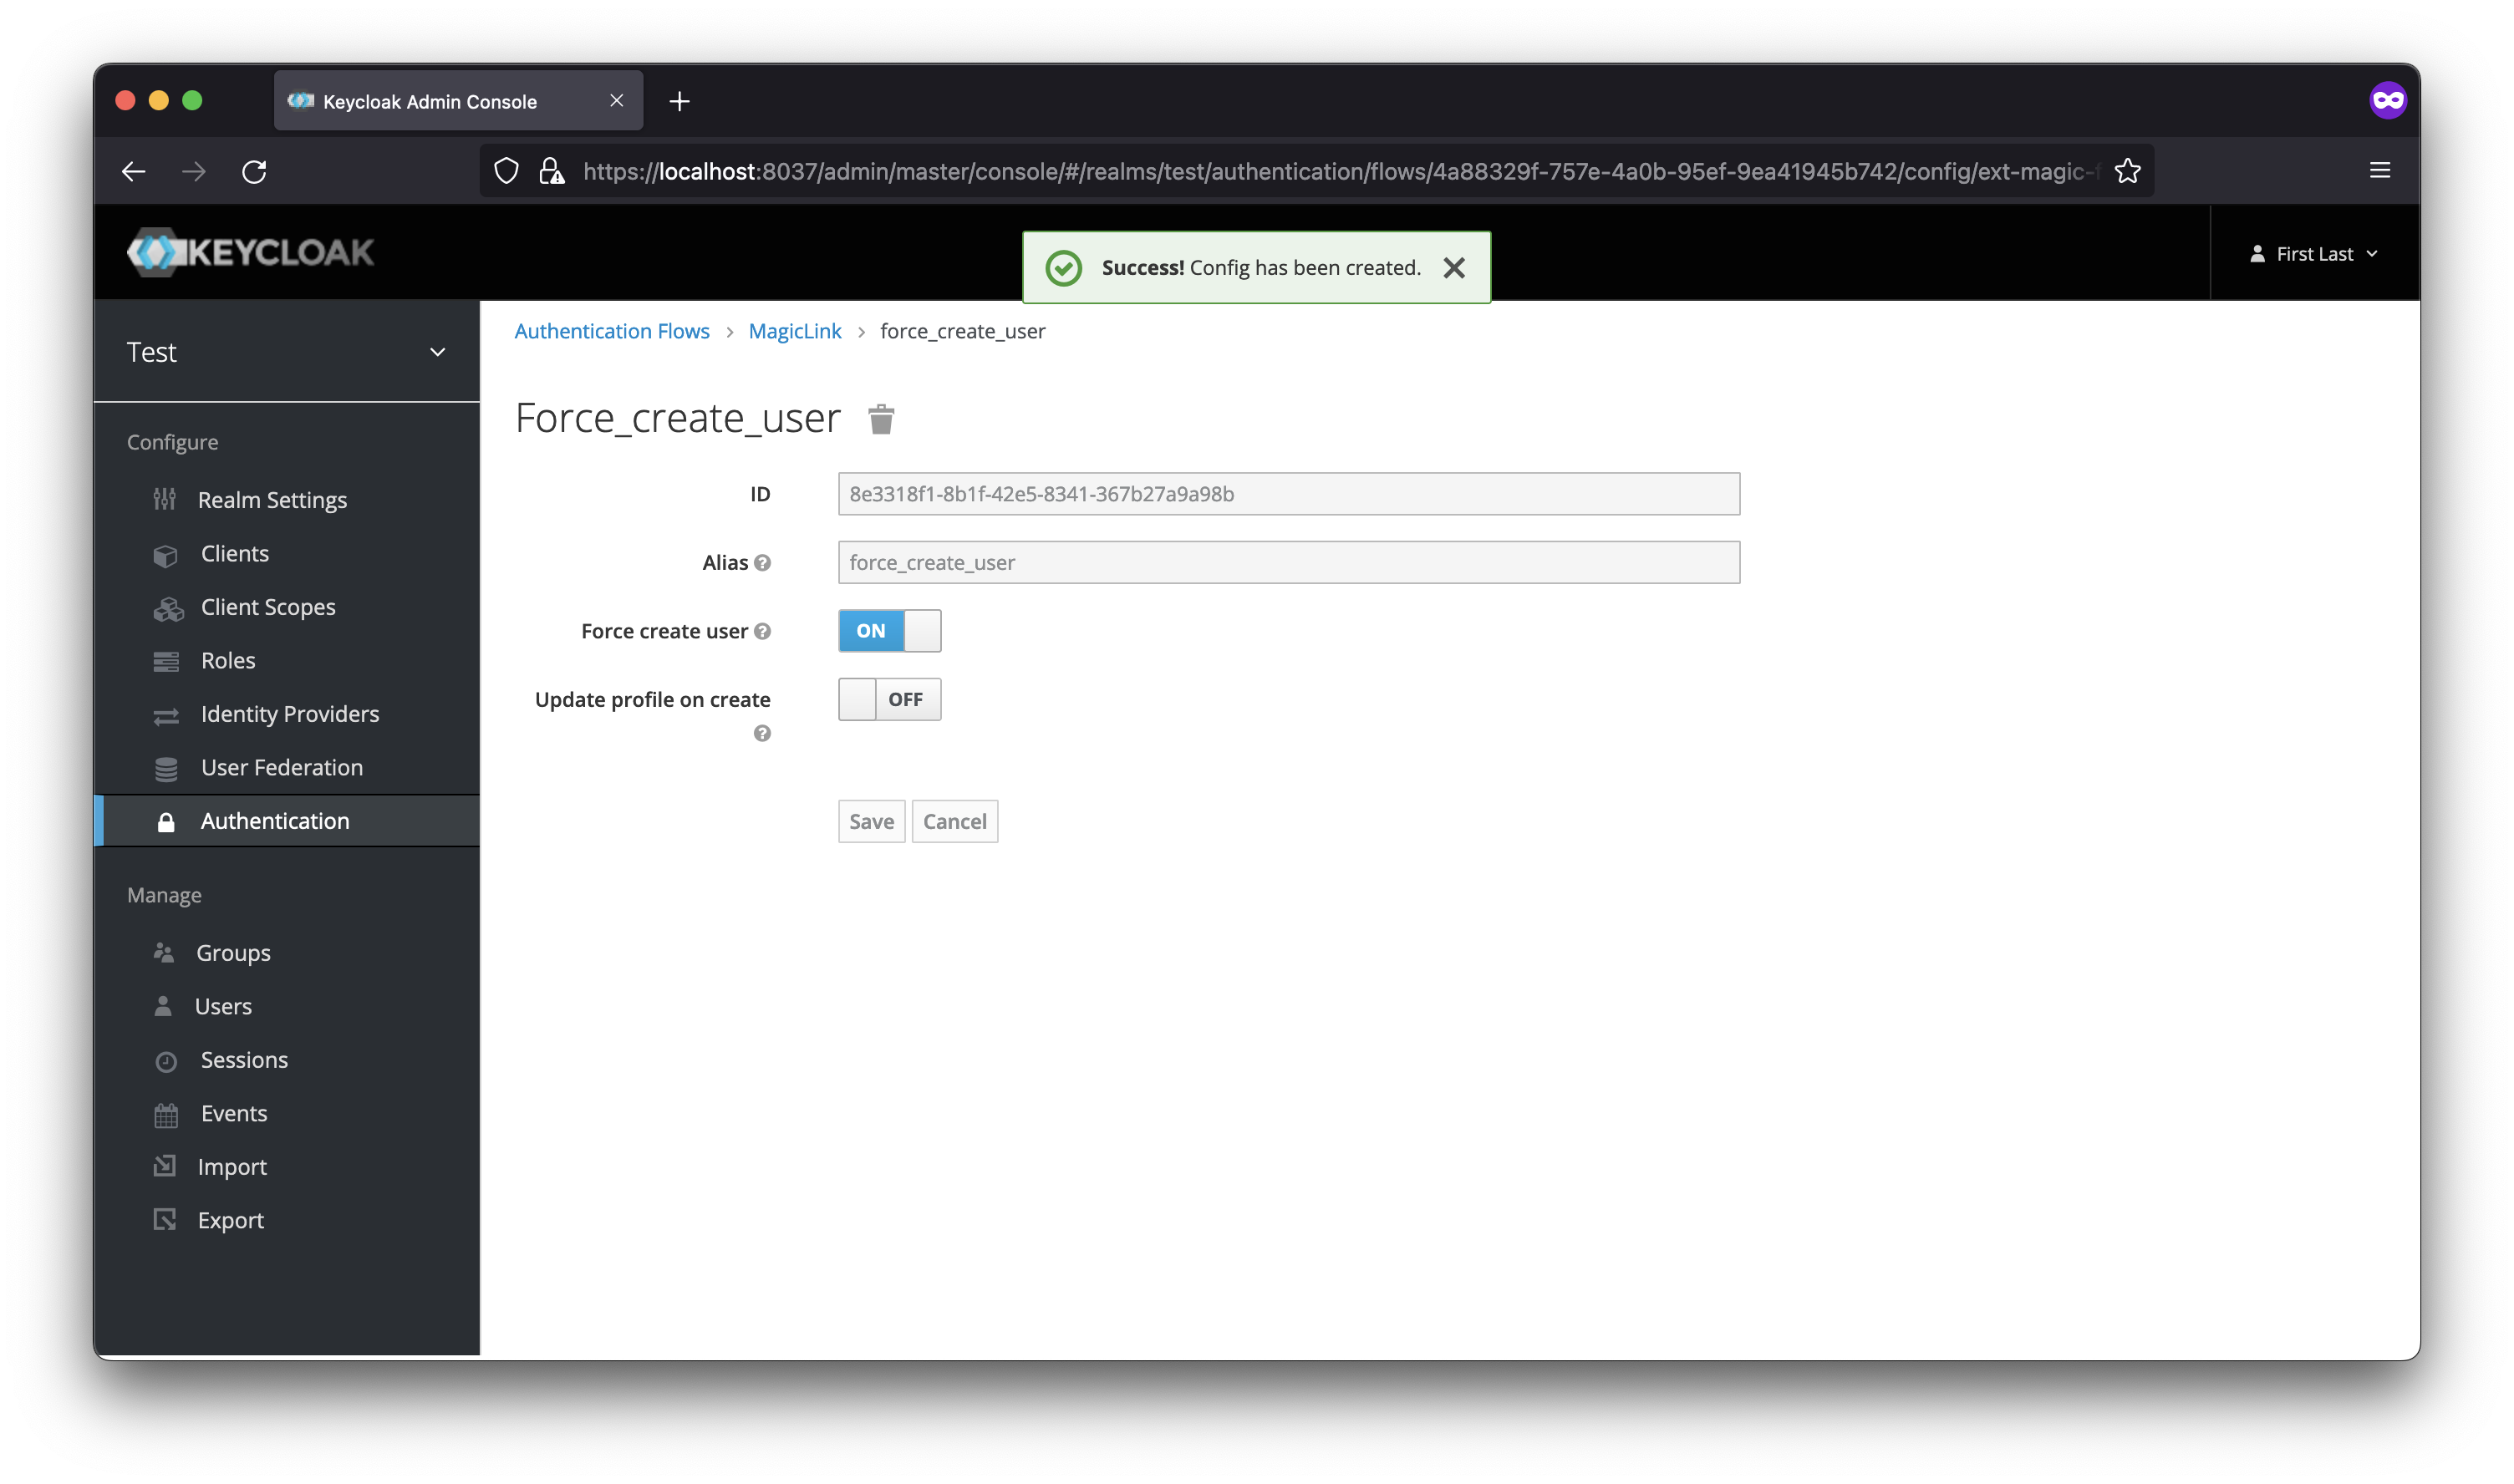 Keycloak Admin Console
https://localhost:8037/admin/master/console/#/realms/test/authentication/flows/4a88329f-757e-4a0b-95ef-9ea41945b742/config/ext-magic-f
KEYCLOAK
Success! Config has been created.
First Last
Test
Configure
Realm Settings
Clients
Client Scopes
Roles
Identity Providers
User Federation
Authentication
Manage
Groups
Users
Sessions
Events
Import
Export
Authentication Flows > MagicLink > force_create_user
Force_create_user
ID 8e3318f1-8b1f-42e5-8341-367b27a9a98b
Alias force_create_user
Force create user ON
Update profile on create OFF
Save Cancel